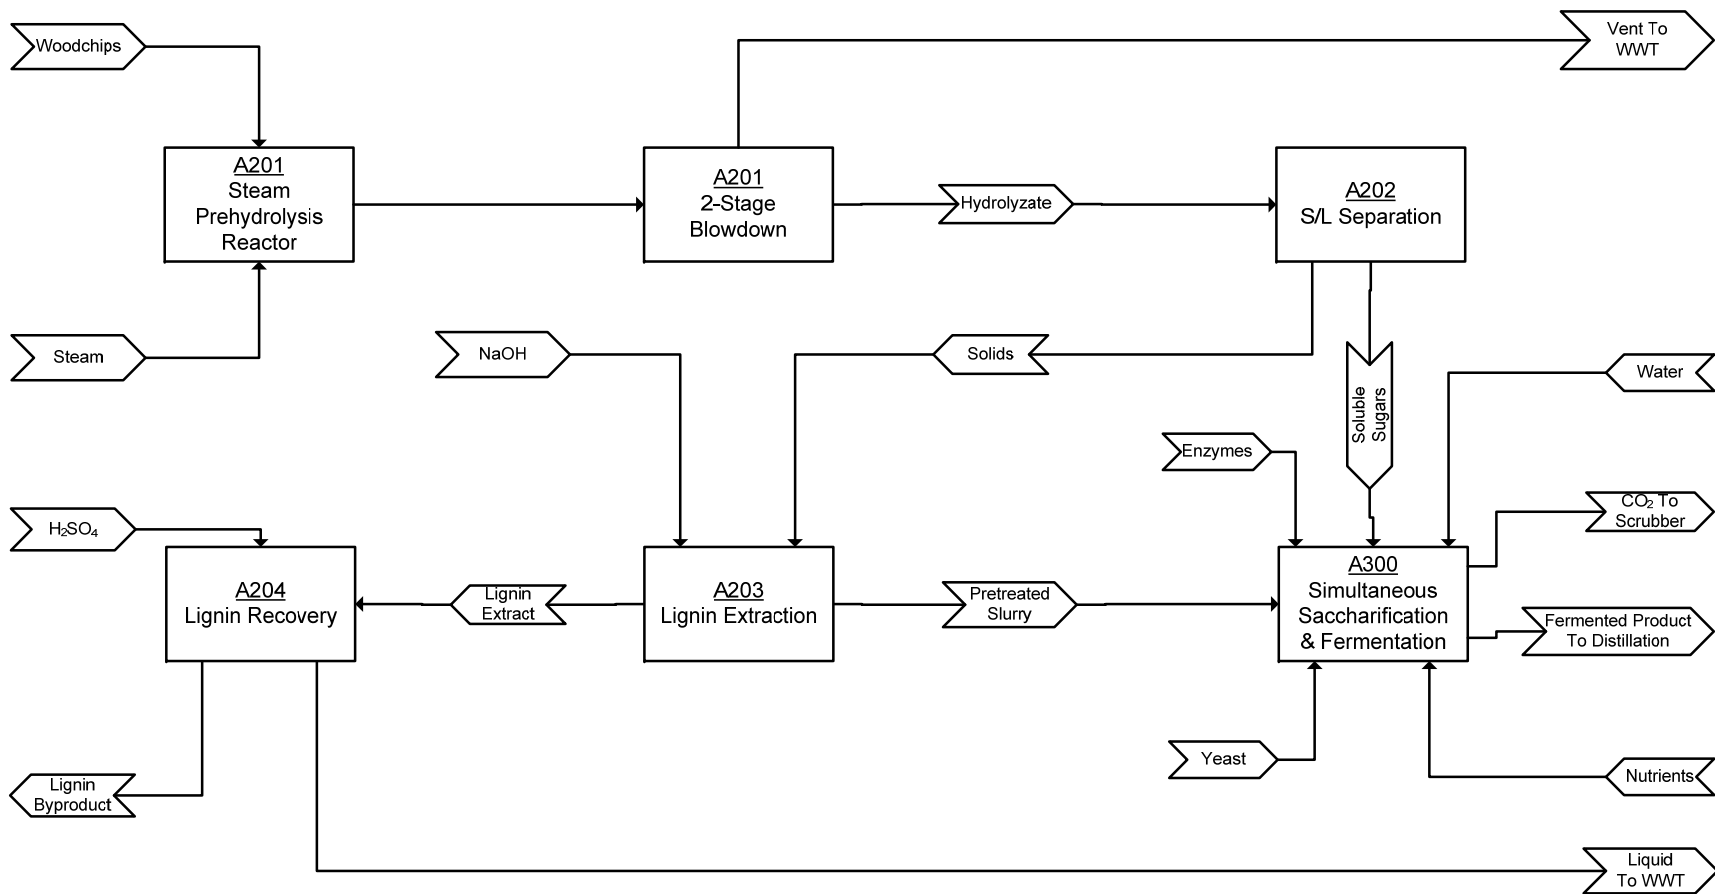 Vent To
WWT
Woodchips
A201
Steam
Prehydrolysis
Reactor
A201
2-Stage
Blowdown
Hydrolyzate
A202
S/L Separation
Steam
NaOH
Solids
Soluble
Sugars
Water
Enzymes
H₂SO₄
CO₂ To
Scrubber
A204
Lignin Recovery
Lignin
Extract
A203
Lignin Extraction
Pretreated
Slurry
A300
Simultaneous
Saccharification
& Fermentation
Fermented Product
To Distillation
Yeast
Nutrients
Lignin
Byproduct
Liquid
To WWT